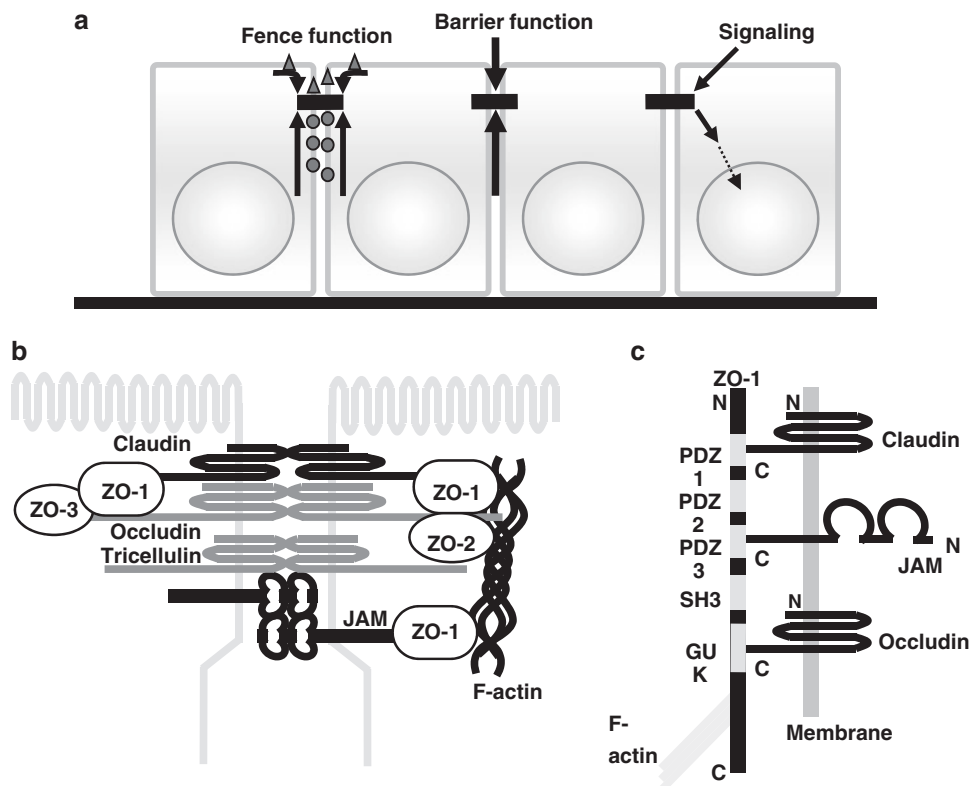 a
Fence function
Barrier function
Signaling
b
Claudin
ZO-1
ZO-3
ZO-1
Occludin
Tricellulin
ZO-2
JAM
ZO-1
F-actin
c
ZO-1
N
N
Claudin
PDZ
1
C
PDZ
2
PDZ
3
C
N
JAM
SH3
N
Occludin
GU
K
C
F-
actin
Membrane
C